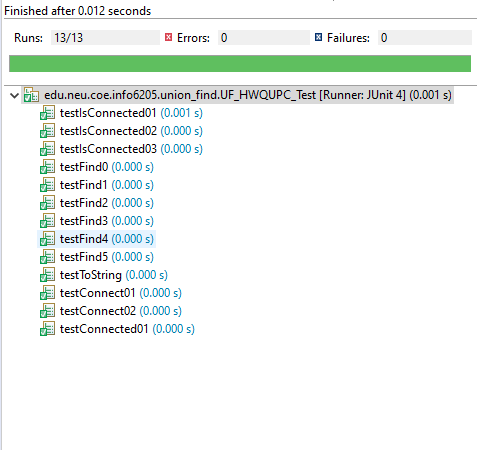 Finished after 0.012 seconds
Runs: 13/13 Errors: 0 Failures: 0
edu.neu.coe.info6205.union_find.UF_HWQUPC_Test [Runner: JUnit 4] (0.001 s)
testIsConnected01 (0.001 s)
testIsConnected02 (0.000 s)
testIsConnected03 (0.000 s)
testFind0 (0.000 s)
testFind1 (0.000 s)
testFind2 (0.000 s)
testFind3 (0.000 s)
testFind4 (0.000 s)
testFind5 (0.000 s)
testToString (0.000 s)
testConnect01 (0.000 s)
testConnect02 (0.000 s)
testConnected01 (0.000 s)